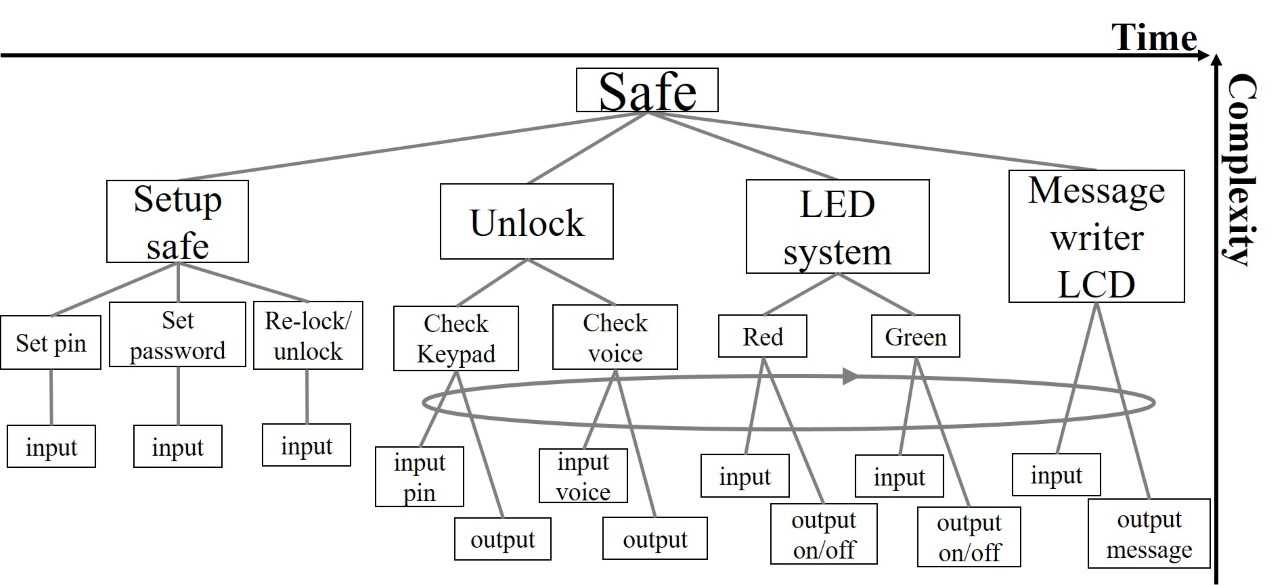 Time
Complexity
Safe
Setup
safe
Unlock
LED
system
Message
writer
LCD
Set pin
Set
password
Re-lock/
unlock
Check
Keypad
Check
voice
Red
Green
input
input
input
input
pin
output
input
voice
output
input
output
on/off
input
output
on/off
input
output
message